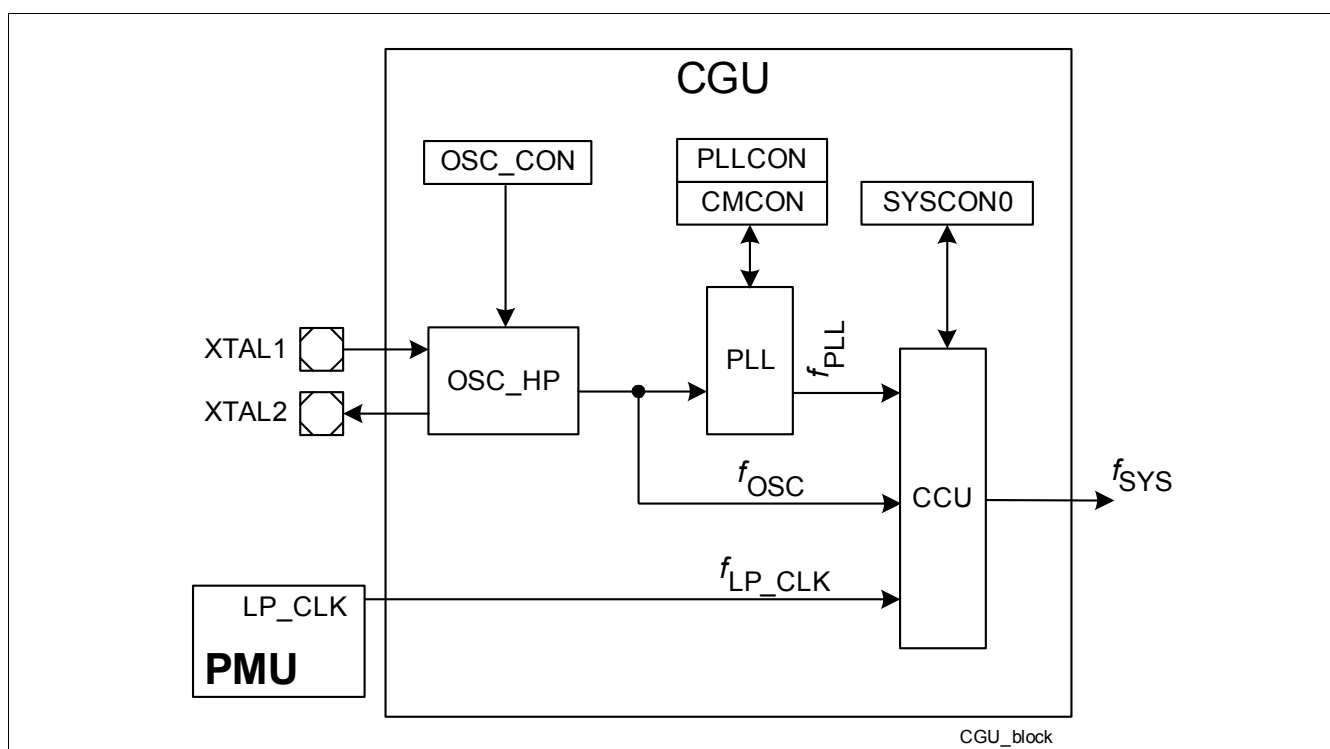 CGU
OSC_CON
PLLCON
CMCON
SYSCON0
XTAL1
XTAL2
OSC_HP
PLL
fPLL
fOSC
CCU
fSYS
fLP_CLK
LP_CLK
PMU
CGU_block